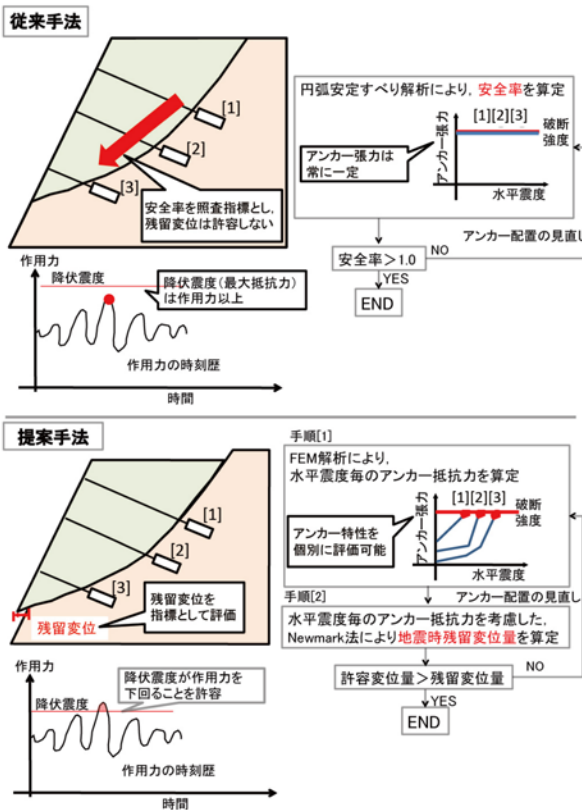 従来手法
[1]
[2]
[3]
安全率を照査指標とし,
残留変位は許容しない
円弧安定すべり解析により, 安全率を算定
[1][2][3]
破断
強度
アンカー張力
アンカー張力は
常に一定
水平震度
アンカー配置の見直し
安全率>1.0
NO
YES
END
作用力
降伏震度
降伏震度(最大抵抗力)
は作用力以上
作用力の時刻歴
時間
提案手法
[1]
[2]
[3]
残留変位を
指標として評価
残留変位
手順[1]
FEM解析により,
水平震度毎のアンカー抵抗力を算定
[1][2][3]
破断
強度
アンカー張力
アンカー特性を
個別に評価可能
水平震度
手順[2]
アンカー配置の見直し
水平震度毎のアンカー抵抗力を考慮した,
Newmark法により地震時残留変位量を算定
許容変位量>残留変位量
NO
YES
END
作用力
降伏震度が作用力を
下回ることを許容
降伏震度
作用力の時刻歴
時間